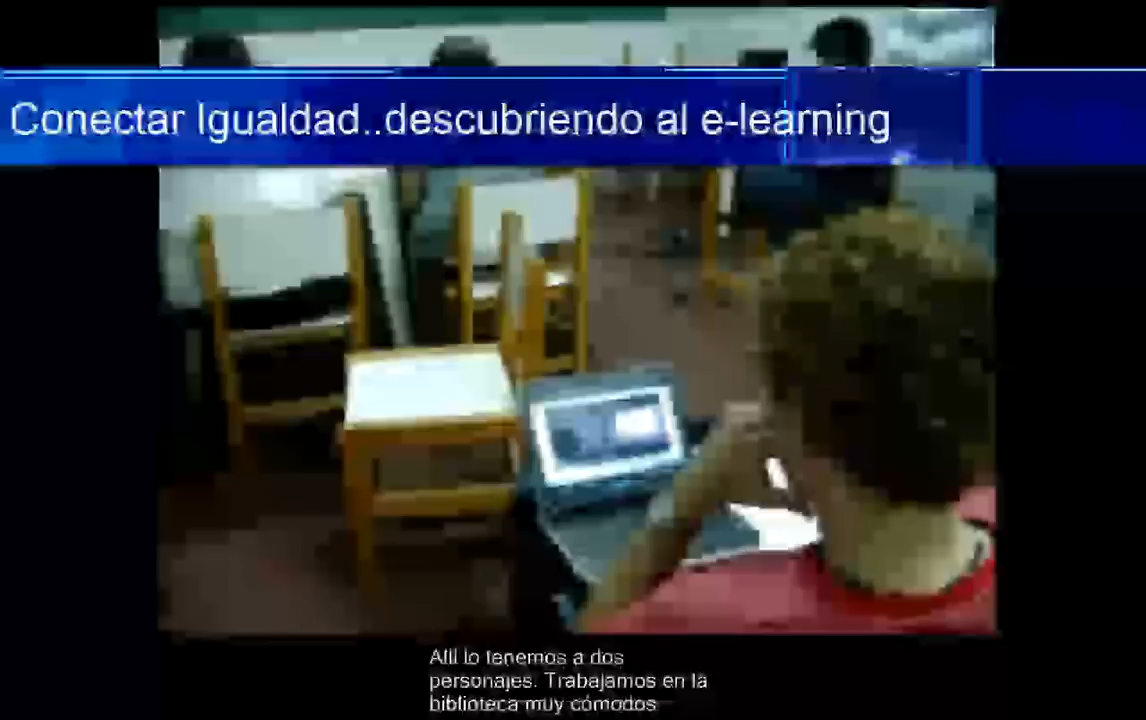 Conectar Igualdad..descubriendo al e-learning
Allí lo tenemos a dos
personajes. Trabajamos en la
biblioteca muy cómodos